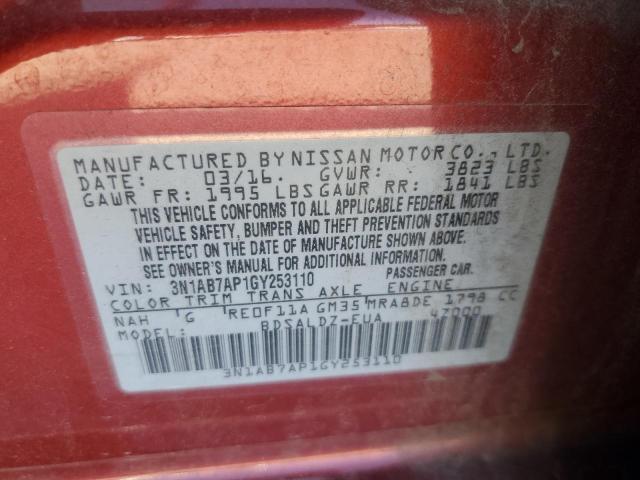 MANUFACTURED BY NISSAN MOTOR CO., LTD.
DATE: 03/16. GVWR: 3823 LBS
GAWR FR: 1995 LBS GAWR RR: 1841 LBS
THIS VEHICLE CONFORMS TO ALL APPLICABLE FEDERAL MOTOR
VEHICLE SAFETY, BUMPER AND THEFT PREVENTION STANDARDS
IN EFFECT ON THE DATE OF MANUFACTURE SHOWN ABOVE.
SEE OWNER'S MANUAL FOR ADDITIONAL INFORMATION.
VIN: 3N1AB7AP1GY253110 PASSENGER CAR.
COLOR TRIM TRANS AXLE ENGINE
NAH G RE0F11A GM35 MRA8DE 1798 CC
MODEL: BDSALDZ-EUA 47000
3N1AB7AP1GY253110